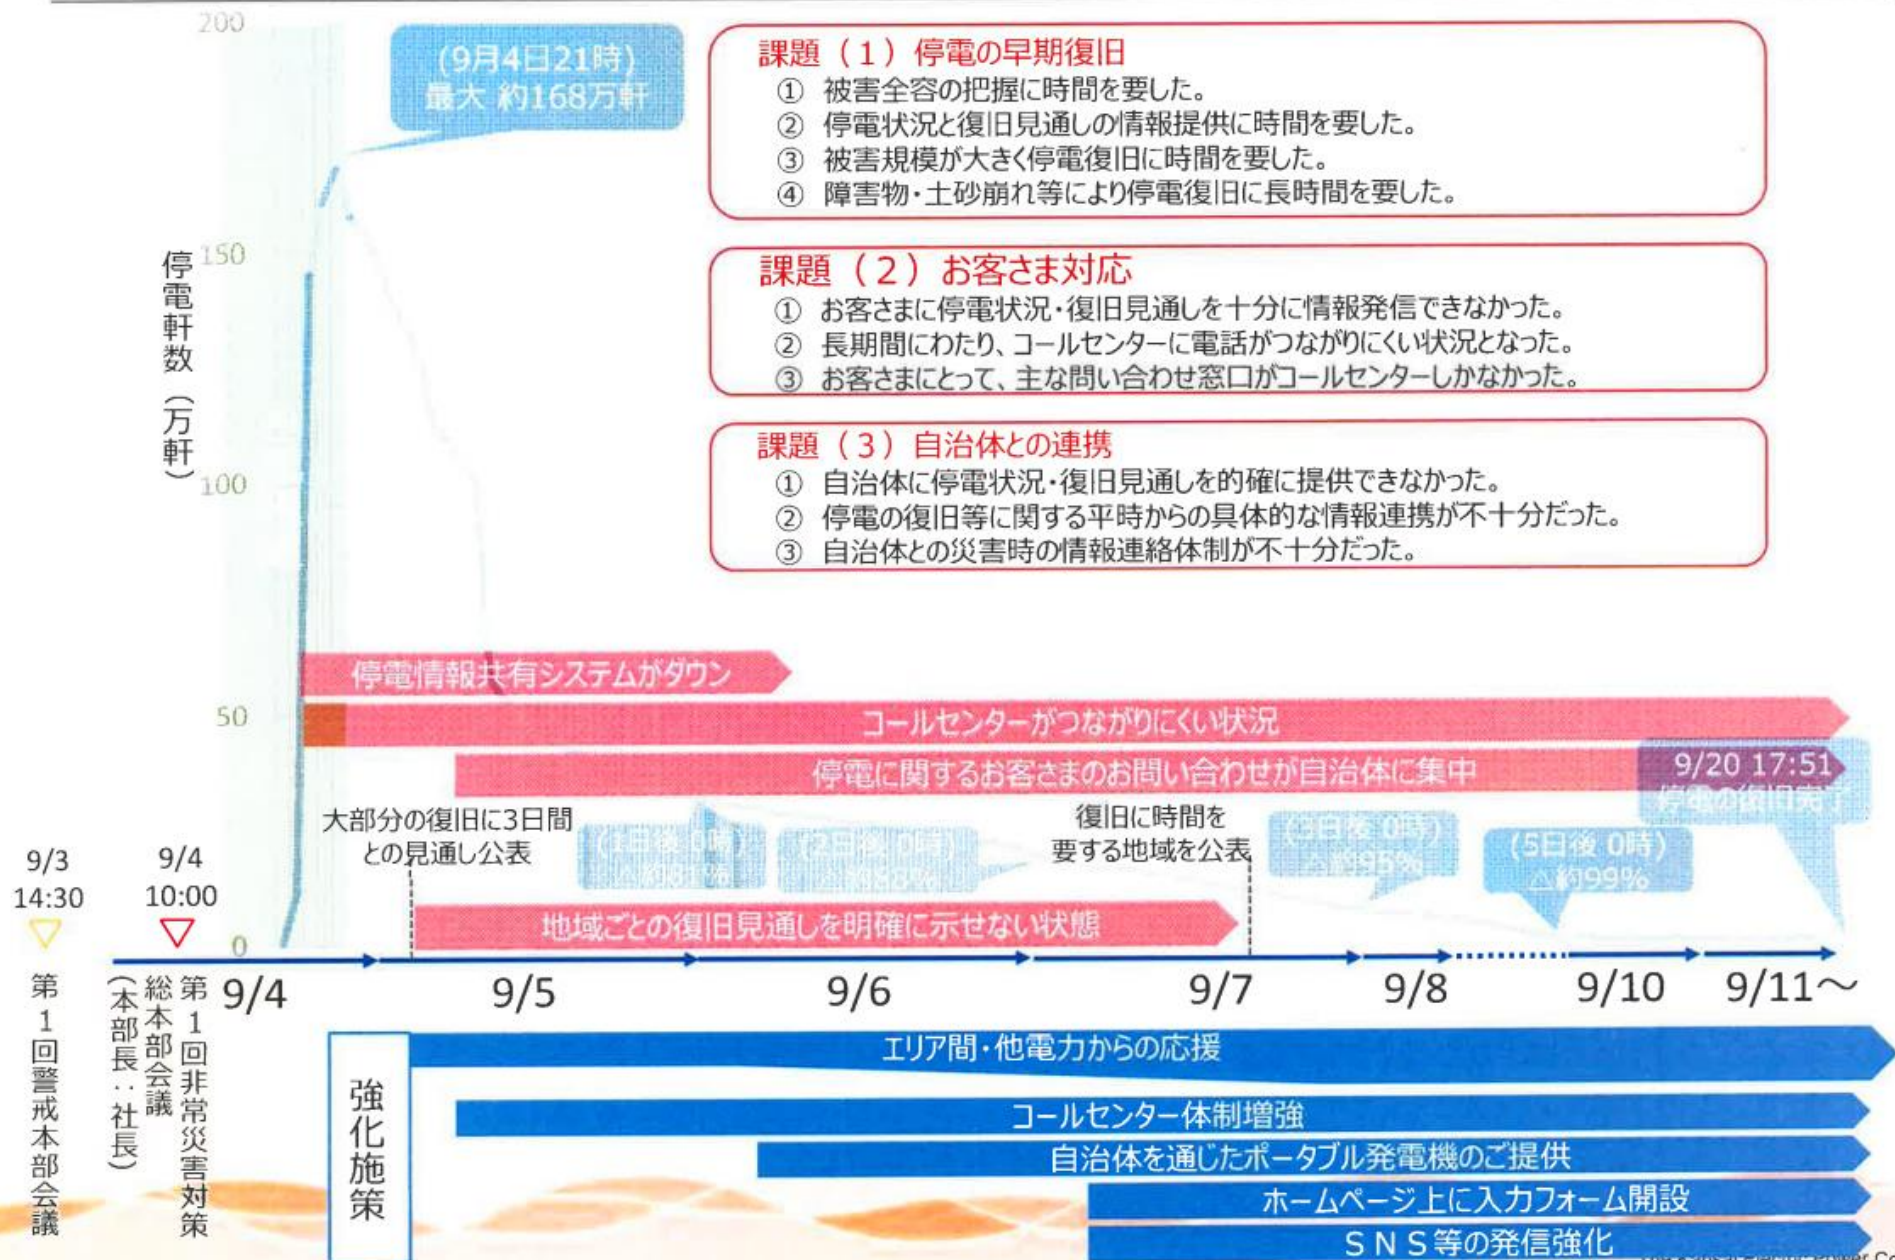 200
(9月4日21時)
最大 約168万軒
課題（1）停電の早期復旧
① 被害全容の把握に時間を要した。
② 停電状況と復旧見通しの情報提供に時間を要した。
③ 被害規模が大きく停電復旧に時間を要した。
④ 障害物・土砂崩れ等により停電復旧に長時間を要した。
停電軒数（万軒）
150
課題（2）お客さま対応
① お客さまに停電状況・復旧見通しを十分に情報発信できなかった。
② 長期間にわたり、コールセンターに電話がつながりにくい状況となった。
③ お客さまにとって、主な問い合わせ窓口がコールセンターしかなかった。
100
課題（3）自治体との連携
① 自治体に停電状況・復旧見通しを的確に提供できなかった。
② 停電の復旧等に関する平時からの具体的な情報連携が不十分だった。
③ 自治体との災害時の情報連絡体制が不十分だった。
停電情報共有システムがダウン
50
コールセンターがつながりにくい状況
停電に関するお客さまのお問い合わせが自治体に集中
9/20 17:51
停電の復旧完了
大部分の復旧に3日間
との見通し公表
(1日後 0時)
△約81%
(2日後 0時)
復旧に時間を
要する地域を公表
(3日後 0時)
△約95%
(5日後 0時)
△約99%
9/3
14:30
9/4
10:00
地域ごとの復旧見通しを明確に示せない状態
0
9/4
9/5
9/6
9/7
9/8
9/10
9/11～
第1回警戒本部会議
第1回非常災害対策
総本部会議
（本部長：社長）
強化施策
エリア間・他電力からの応援
コールセンター体制増強
自治体を通じたポータブル発電機のご提供
ホームページ上に入力フォーム開設
ＳＮＳ等の発信強化